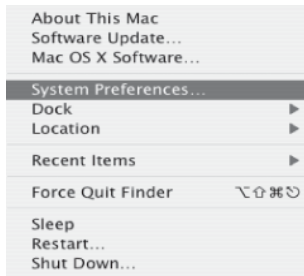 About This Mac
Software Update...
Mac OS X Software...
System Preferences...
Dock ▶
Location ▶
Recent Items ▶
Force Quit Finder ⌥⇧⌘⎋
Sleep
Restart...
Shut Down...